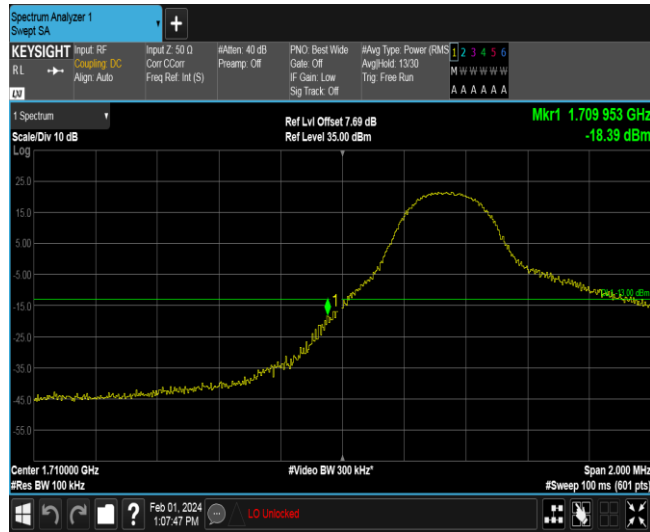 Spectrum Analyzer 1
Swept SA
KEYSIGHT
RL
LXI
Input: RF
Coupling: DC
Align: Auto
Input Z: 50 Ω
Corr CCorr
Freq Ref: Int (S)
#Atten: 40 dB
Preamp: Off
PNO: Best Wide
Gate: Off
IF Gain: Low
Sig Track: Off
#Avg Type: Power (RMS
Avg|Hold: 13/30
Trig: Free Run
1 2 3 4 5 6
M W W W W W
A A A A A A
1 Spectrum
Scale/Div 10 dB
Log
Ref Lvl Offset 7.69 dB
Ref Level 35.00 dBm
Mkr1 1.709 953 GHz
-18.39 dBm
25.0
15.0
5.00
-5.00
-15.0
-25.0
-35.0
-45.0
-55.0
1
-13.00 dBm
Center 1.710000 GHz
#Res BW 100 kHz
#Video BW 300 kHz*
Span 2.000 MHz
#Sweep 100 ms (601 pts)
?
Feb 01, 2024
1:07:47 PM
LO Unlocked